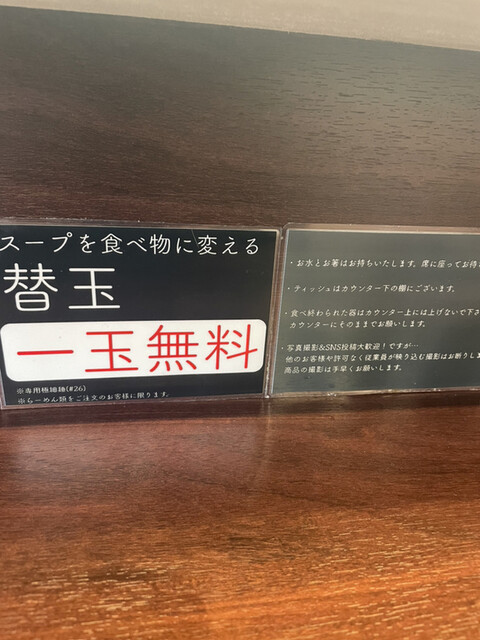 スープを食べ物に変える
替玉
一玉無料
※専用極細麺(#26)
※らーめん類をご注文のお客様に限ります。
・お水とお箸はお持ちいたします。席に座ってお待
・ティッシュはカウンター下の棚にございます。
・食べ終わられた器はカウンター上には上げないで下さ
カウンターにそのままでお願いします。
・写真撮影&SNS投稿大歓迎!ですが…
他のお客様や許可なく従業員が映り込む撮影はお断りしま
商品の撮影は手早くお願いします。